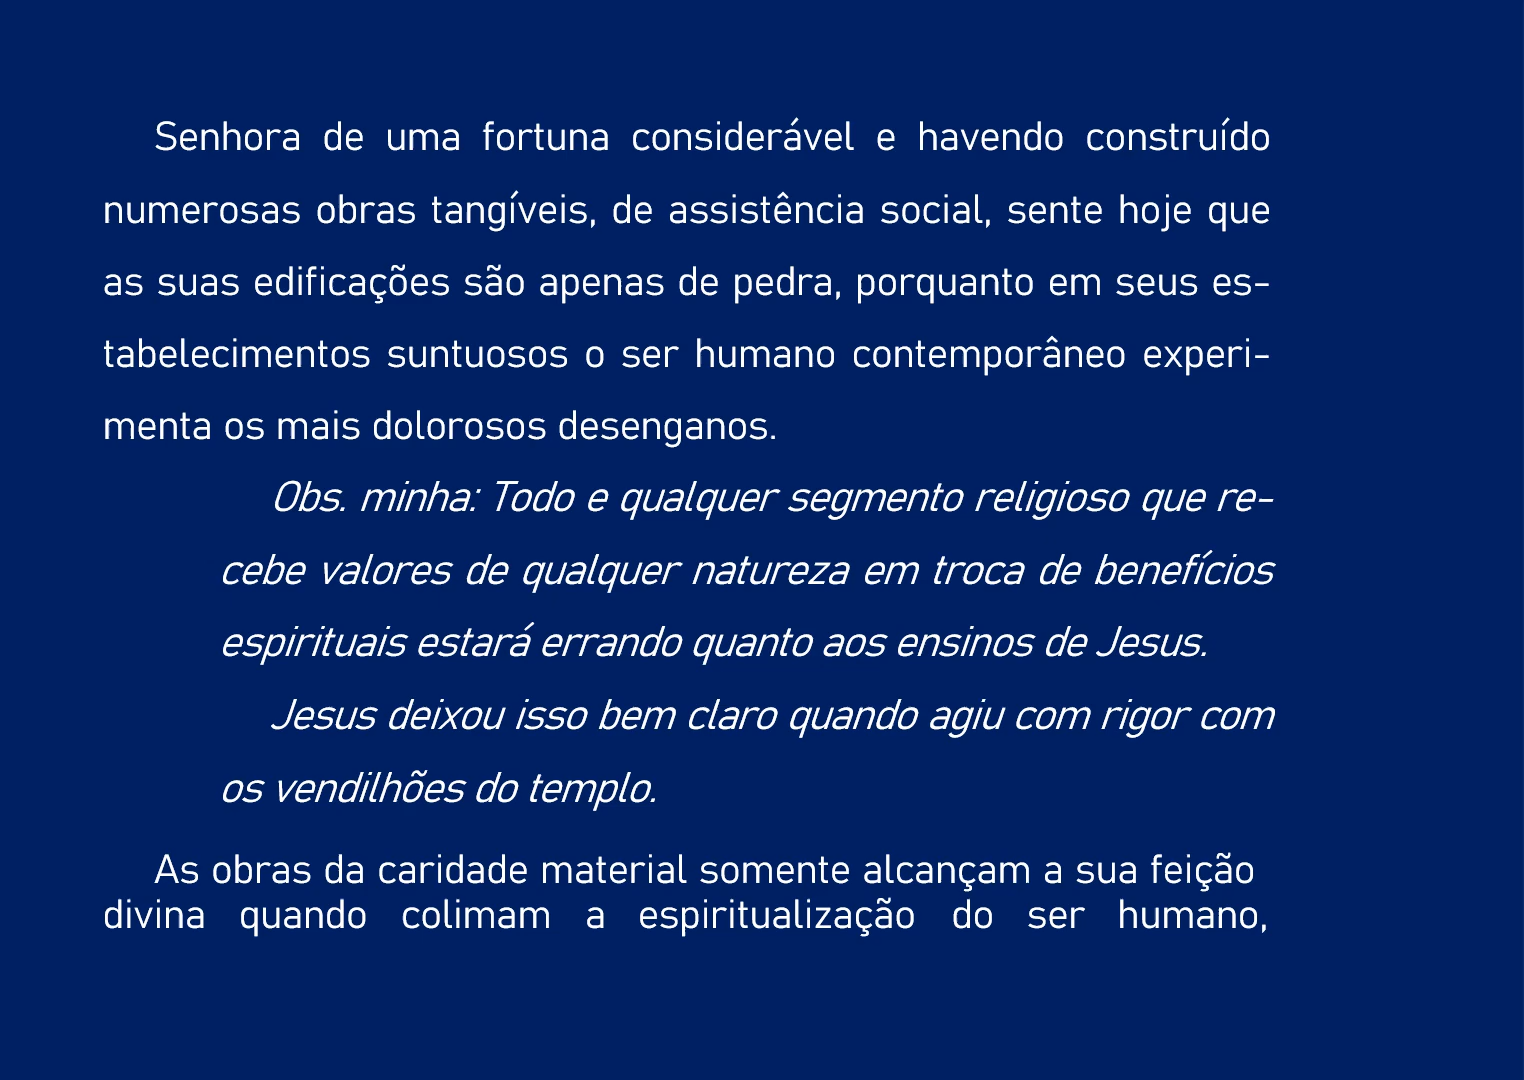 Senhora de uma fortuna considerável e havendo construído
numerosas obras tangíveis, de assistência social, sente hoje que
as suas edificações são apenas de pedra, porquanto em seus es-
tabelecimentos suntuosos o ser humano contemporâneo experi-
menta os mais dolorosos desenganos.
Obs. minha: Todo e qualquer segmento religioso que re-
cebe valores de qualquer natureza em troca de benefícios
espirituais estará errando quanto aos ensinos de Jesus.
Jesus deixou isso bem claro quando agiu com rigor com
os vendilhões do templo.
As obras da caridade material somente alcançam a sua feição
divina quando colimam a espiritualização do ser humano,